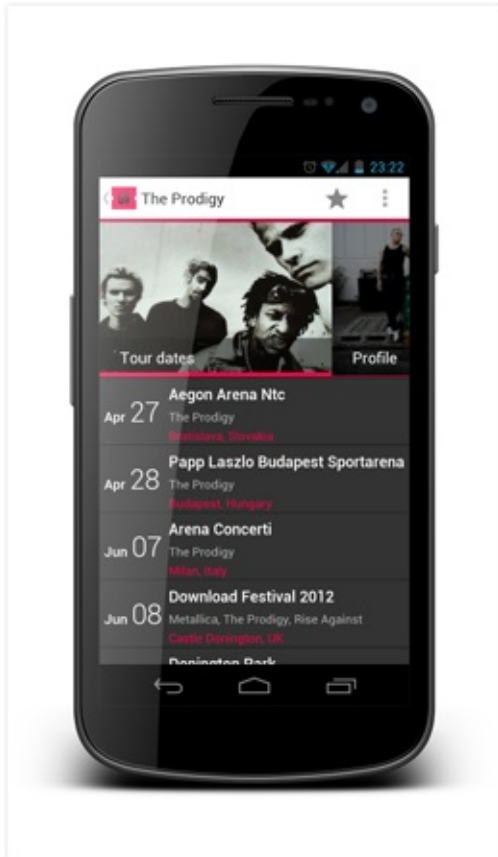 23:22
The Prodigy
Tour dates
Profile
Apr 27
Aegon Arena Ntc
The Prodigy
Bratislava, Slovakia
Apr 28
Papp Laszlo Budapest Sportarena
The Prodigy
Budapest, Hungary
Jun 07
Arena Concerti
The Prodigy
Milan, Italy
Jun 08
Download Festival 2012
Metallica, The Prodigy, Rise Against
Castle Donington, UK
Donington Park